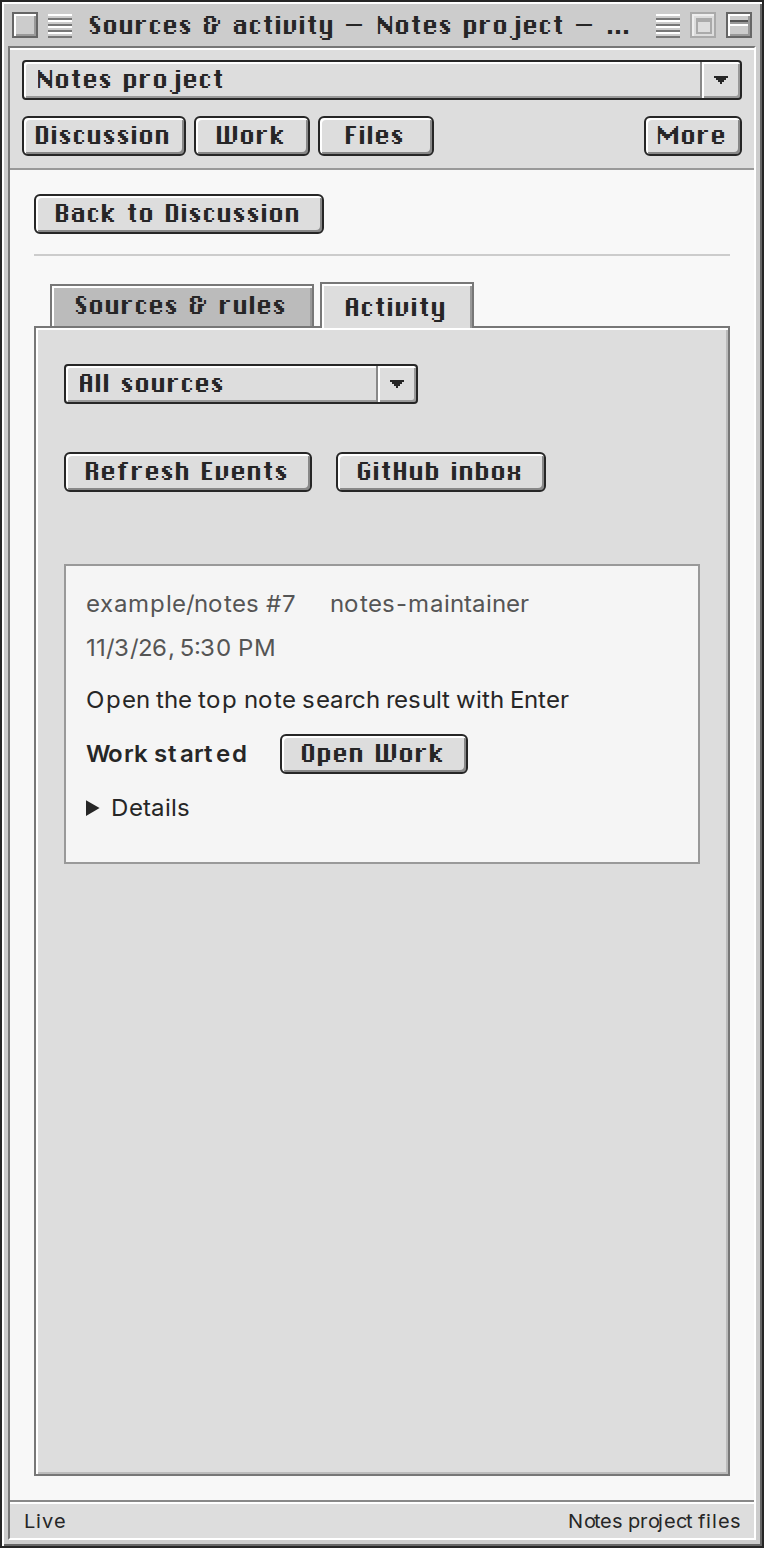 Sources & activity — Notes project — ...
Notes project
Discussion Work Files More
Back to Discussion
Sources & rules Activity
All sources
Refresh Events GitHub inbox
example/notes #7 notes-maintainer
11/3/26, 5:30 PM
Open the top note search result with Enter
Work started Open Work
Details
Live Notes project files